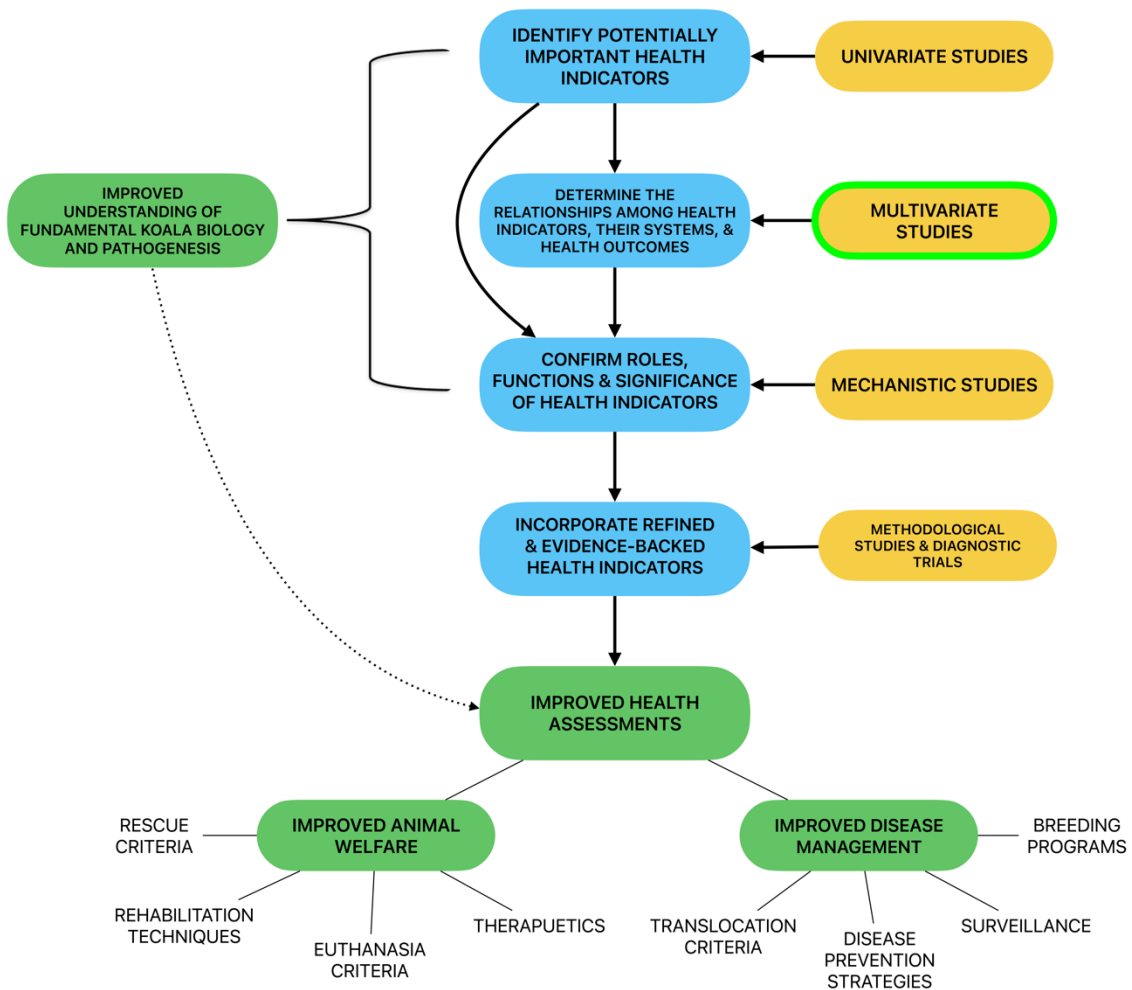 IDENTIFY POTENTIALLY
IMPORTANT HEALTH
INDICATORS
UNIVARIATE STUDIES
IMPROVED
UNDERSTANDING OF
FUNDAMENTAL KOALA BIOLOGY
AND PATHOGENESIS
DETERMINE THE
RELATIONSHIPS AMONG HEALTH
INDICATORS, THEIR SYSTEMS, &
HEALTH OUTCOMES
MULTIVARIATE
STUDIES
CONFIRM ROLES,
FUNCTIONS & SIGNIFICANCE
OF HEALTH INDICATORS
MECHANISTIC STUDIES
INCORPORATE REFINED
& EVIDENCE-BACKED
HEALTH INDICATORS
METHODOLOGICAL
STUDIES & DIAGNOSTIC
TRIALS
IMPROVED HEALTH
ASSESSMENTS
RESCUE
CRITERIA
IMPROVED ANIMAL
WELFARE
IMPROVED DISEASE
MANAGEMENT
BREEDING
PROGRAMS
REHABILITATION
TECHNIQUES
EUTHANASIA
CRITERIA
THERAPUETICS
TRANSLOCATION
CRITERIA
DISEASE
PREVENTION
STRATEGIES
SURVEILLANCE